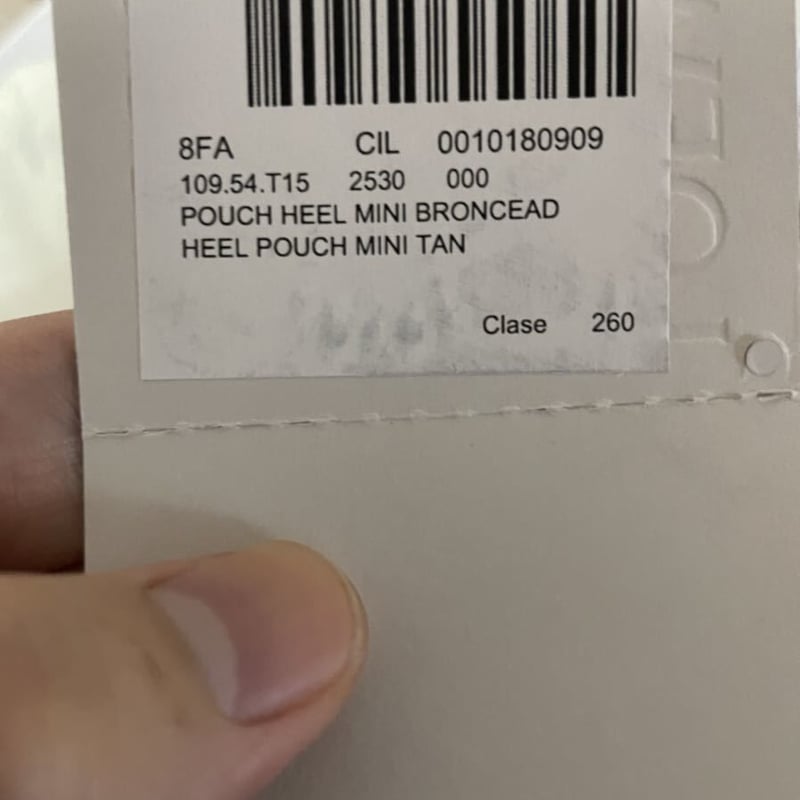 8FA CIL 0010180909
109.54.T15 2530 000
POUCH HEEL MINI BRONCEAD
HEEL POUCH MINI TAN
Clase 260